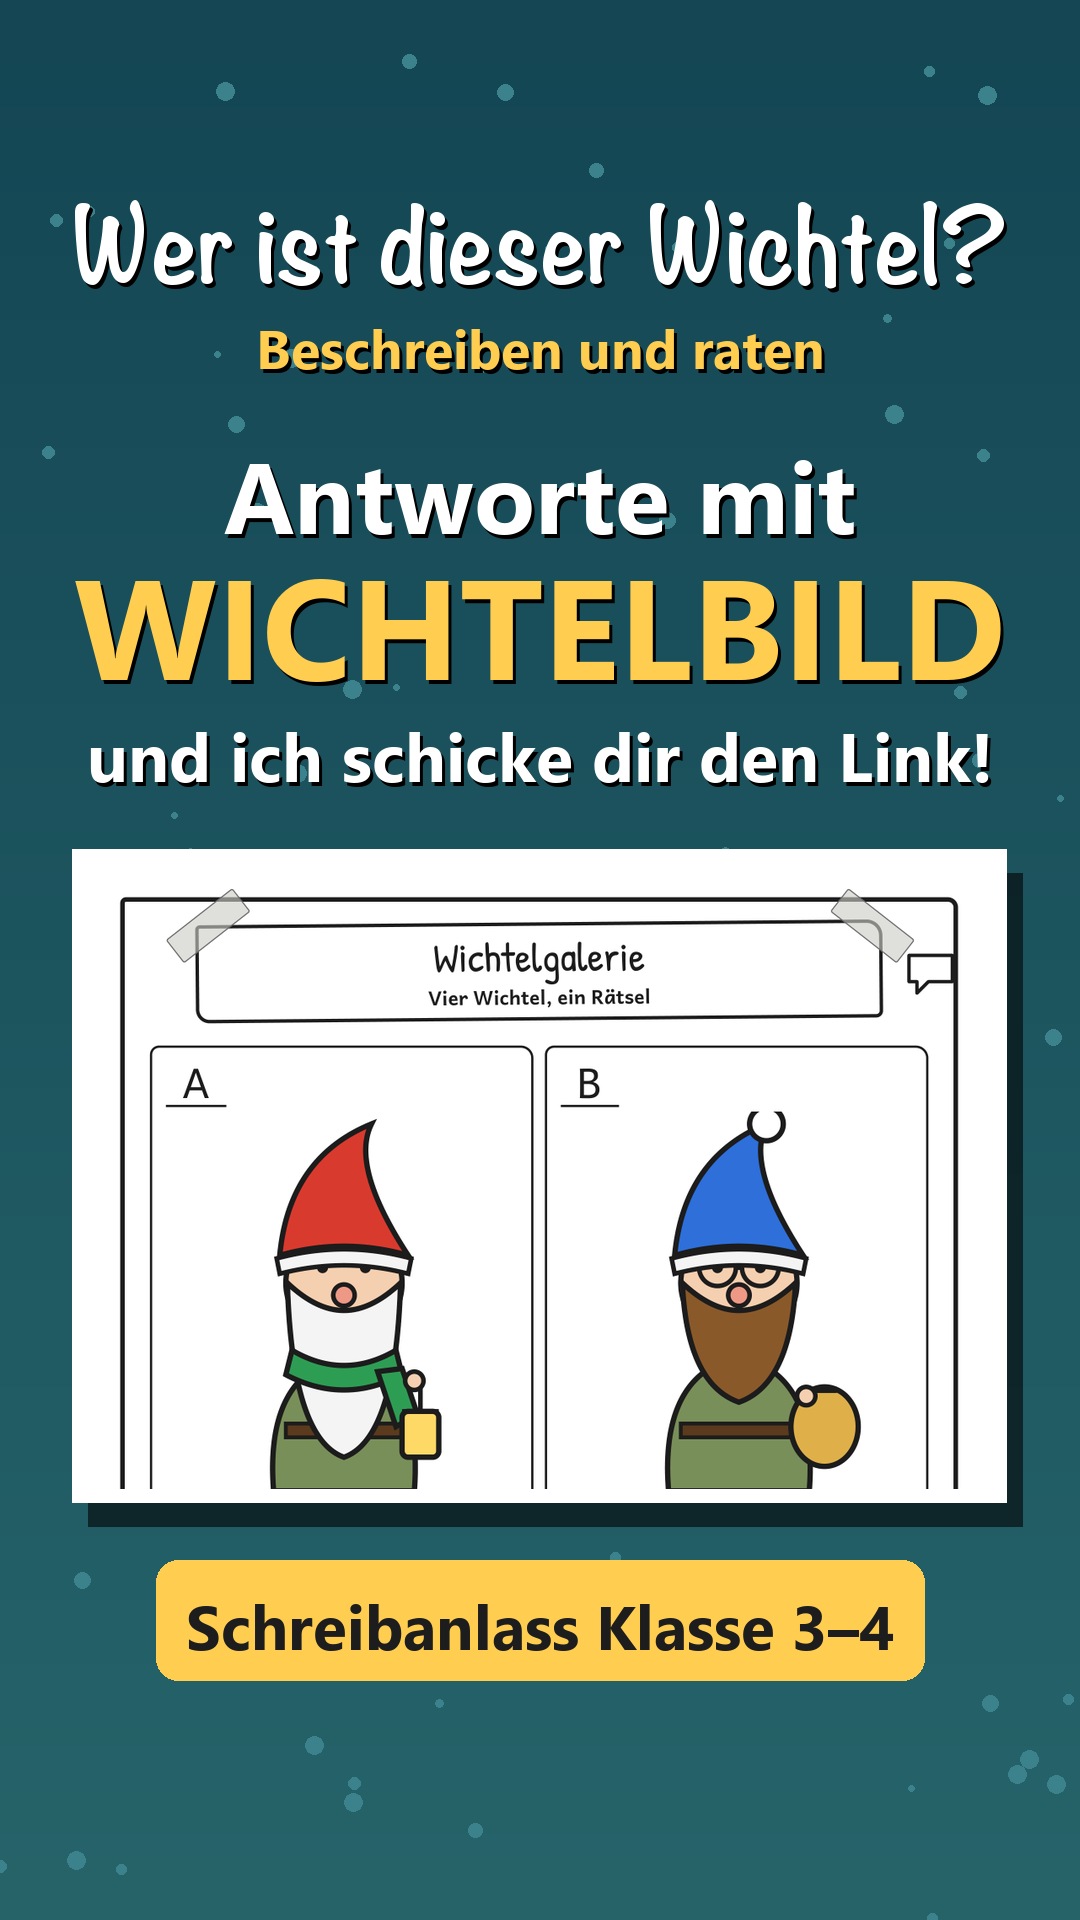 Wer ist dieser Wichtel?
Beschreiben und raten
Antworte mit
WICHTELBILD
und ich schicke dir den Link!
Wichtelgalerie
Vier Wichtel, ein Rätsel
A
B
Schreibanlass Klasse 3–4